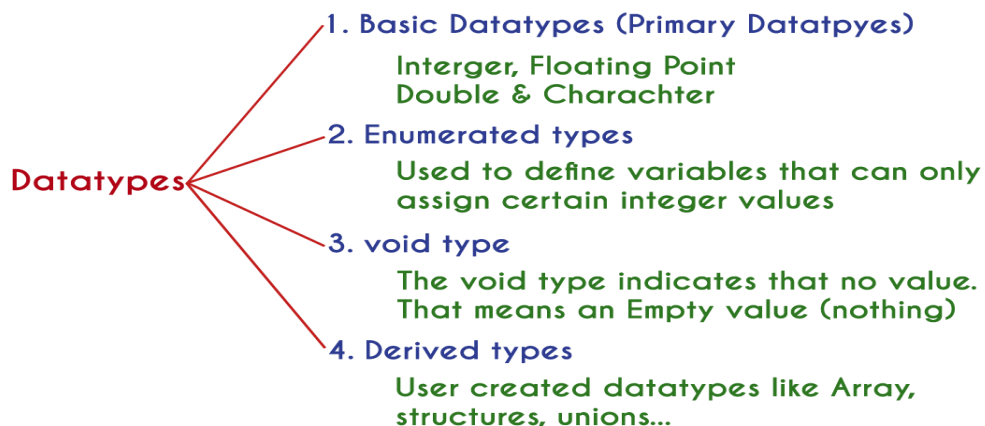 1. Basic Datatypes (Primary Datatpyes)
Interger, Floating Point
Double & Charachter
2. Enumerated types
Used to define variables that can only
assign certain integer values
Datatypes
3. void type
The void type indicates that no value.
That means an Empty value (nothing)
4. Derived types
User created datatypes like Array,
structures, unions...